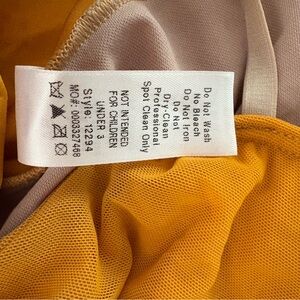 Do Not Wash
No Bleach
Do Not Iron
Do Not
Dry-Clean
Professional
Spot Clean Only
NOT INTENDED
FOR CHILDREN
UNDER 3
Style: 12294
MO#: 0003327468